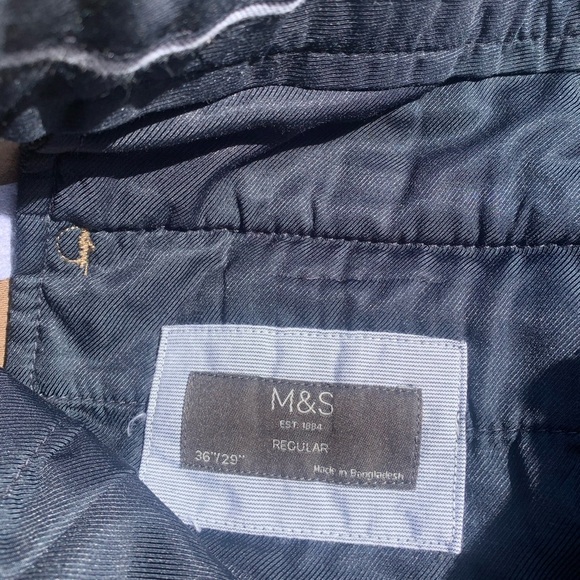 M&S
EST. 1884
REGULAR
36"/29"
Made in Bangladesh